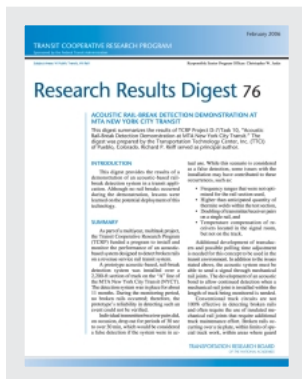 February 2006
TRANSIT COOPERATIVE RESEARCH PROGRAM
Sponsored by the Federal Transit Administration
Responsible Senior Program Officer: Christopher W. Jenks
Research Results Digest 76
ACOUSTIC RAIL-BREAK DETECTION DEMONSTRATION AT
MTA NEW YORK CITY TRANSIT
This digest summarizes the results of TCRP Project D-7/Task 10, "Acoustic
Rail-Break Detection Demonstration at MTA New York City Transit." The
digest was prepared by the Transportation Technology Center, Inc. (TTCI)
of Pueblo, Colorado. Richard P. Reiff served as principal author.
INTRODUCTION
This digest provides the results of a
demonstration of an acoustic-based rail-
break detection system in a transit appli-
cation. Although no rail breaks occurred
during the demonstration, lessons were
learned on the potential deployment of this
technology.
SUMMARY
As part of a multiyear, multitask project,
the Transit Cooperative Research Program
(TCRP) funded a program to install and
monitor the performance of an acoustic-
based system designed to detect broken rails
on a revenue service rail transit system.
A prototype acoustic-based, rail-break
detection system was installed over a
section of track on the "A" line of
the MTA New York City Transit (NYCT).
The detection system was in place for about
11 months. During the monitoring period,
no broken rails occurred; therefore, the
prototype's reliability in detecting such an
event could not be verified.
Individual transmitter/receiver pairs did,
on occasion, drop out for periods of 30 sec
to over 30 min, which would be considered
a false detection if the system were in ac-
tual use. While this scenario is considered
as a false detection, some issues with the
installation may have contributed to these
occurrences, such as:
• Frequency ranges that were not opti-
mized for the rail section used,
• Higher than anticipated quantity of
thermite welds within the test section,
• Doubling of transmitter/receiver pairs
on a single rail, and
• Temperature compensation of re-
ceivers located in the signal room,
but not on the track.
Additional development of transduc-
ers and possible polling time adjustment
is needed for this concept to be used in the
transit environment. In addition to the issues
noted above, the acoustic system must be
able to send a signal through mechanical
rail joints. The development of an acoustic
bond to allow continued detection when a
mechanical rail joint is installed within the
length of track being monitored is needed.
Conventional track circuits are not
100% effective in detecting broken rails
and often require the use of insulated me-
chanical rail joints that require additional
track maintenance effort. Broken rails oc-
curring over a tie plate, within limits of spe-
cial track work, within areas where guard
TRANSPORTATION RESEARCH BOARD
OF THE NATIONAL ACADEMIES